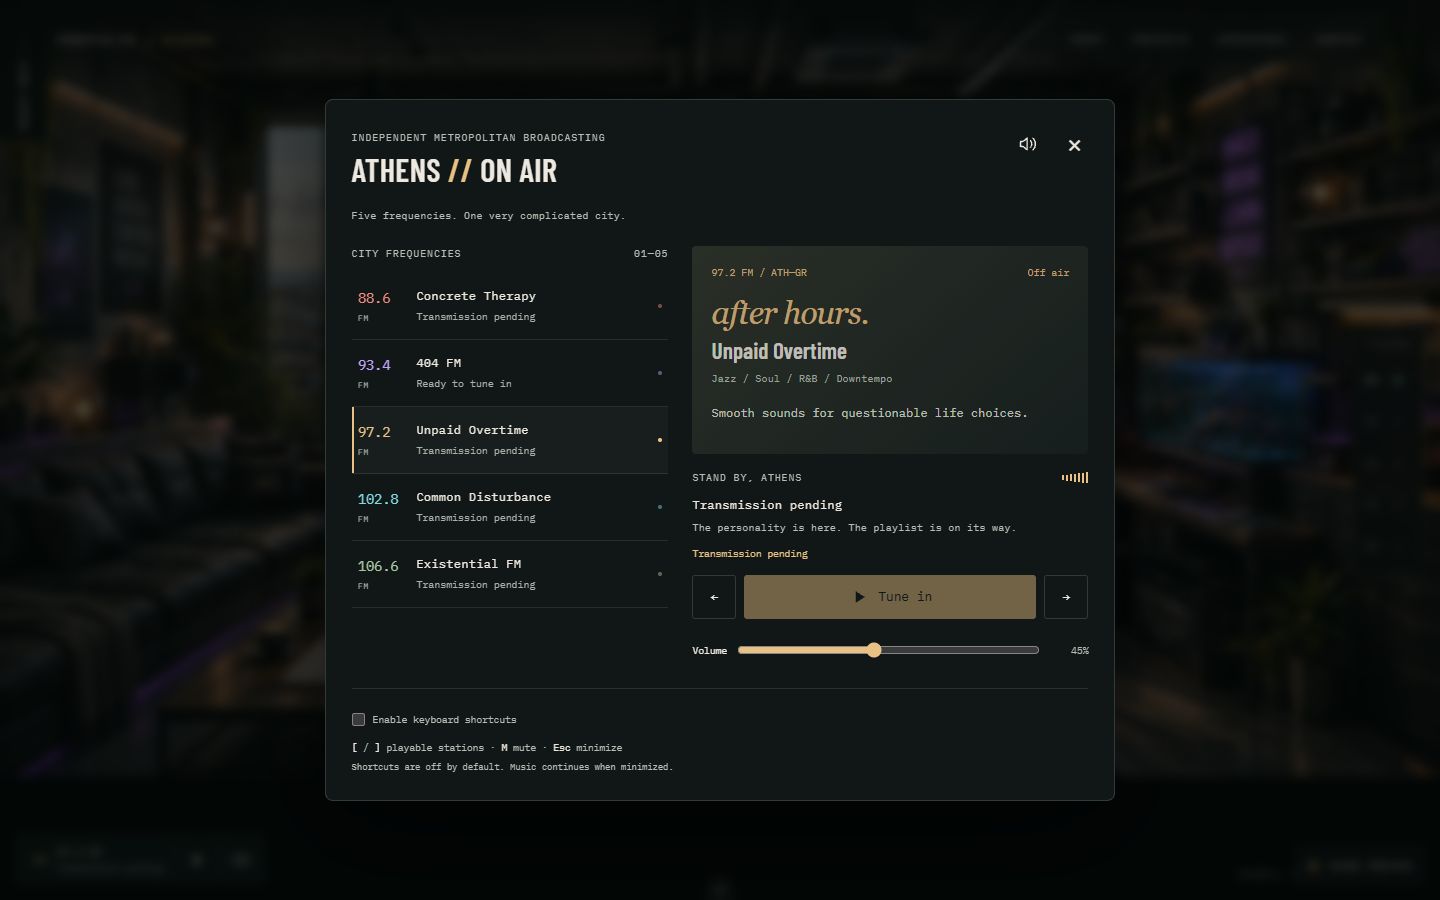 INDEPENDENT METROPOLITAN BROADCASTING
ATHENS // ON AIR
Five frequencies. One very complicated city.
CITY FREQUENCIES 01—05
88.6 FM Concrete Therapy
Transmission pending
93.4 FM 404 FM
Ready to tune in
97.2 FM Unpaid Overtime
Transmission pending
102.8 FM Common Disturbance
Transmission pending
106.6 FM Existential FM
Transmission pending
97.2 FM / ATH—GR Off air
after hours.
Unpaid Overtime
Jazz / Soul / R&B / Downtempo
Smooth sounds for questionable life choices.
STAND BY, ATHENS
Transmission pending
The personality is here. The playlist is on its way.
Transmission pending
← ▶ Tune in →
Volume 45%
Enable keyboard shortcuts
[ / ] playable stations · M mute · Esc minimize
Shortcuts are off by default. Music continues when minimized.